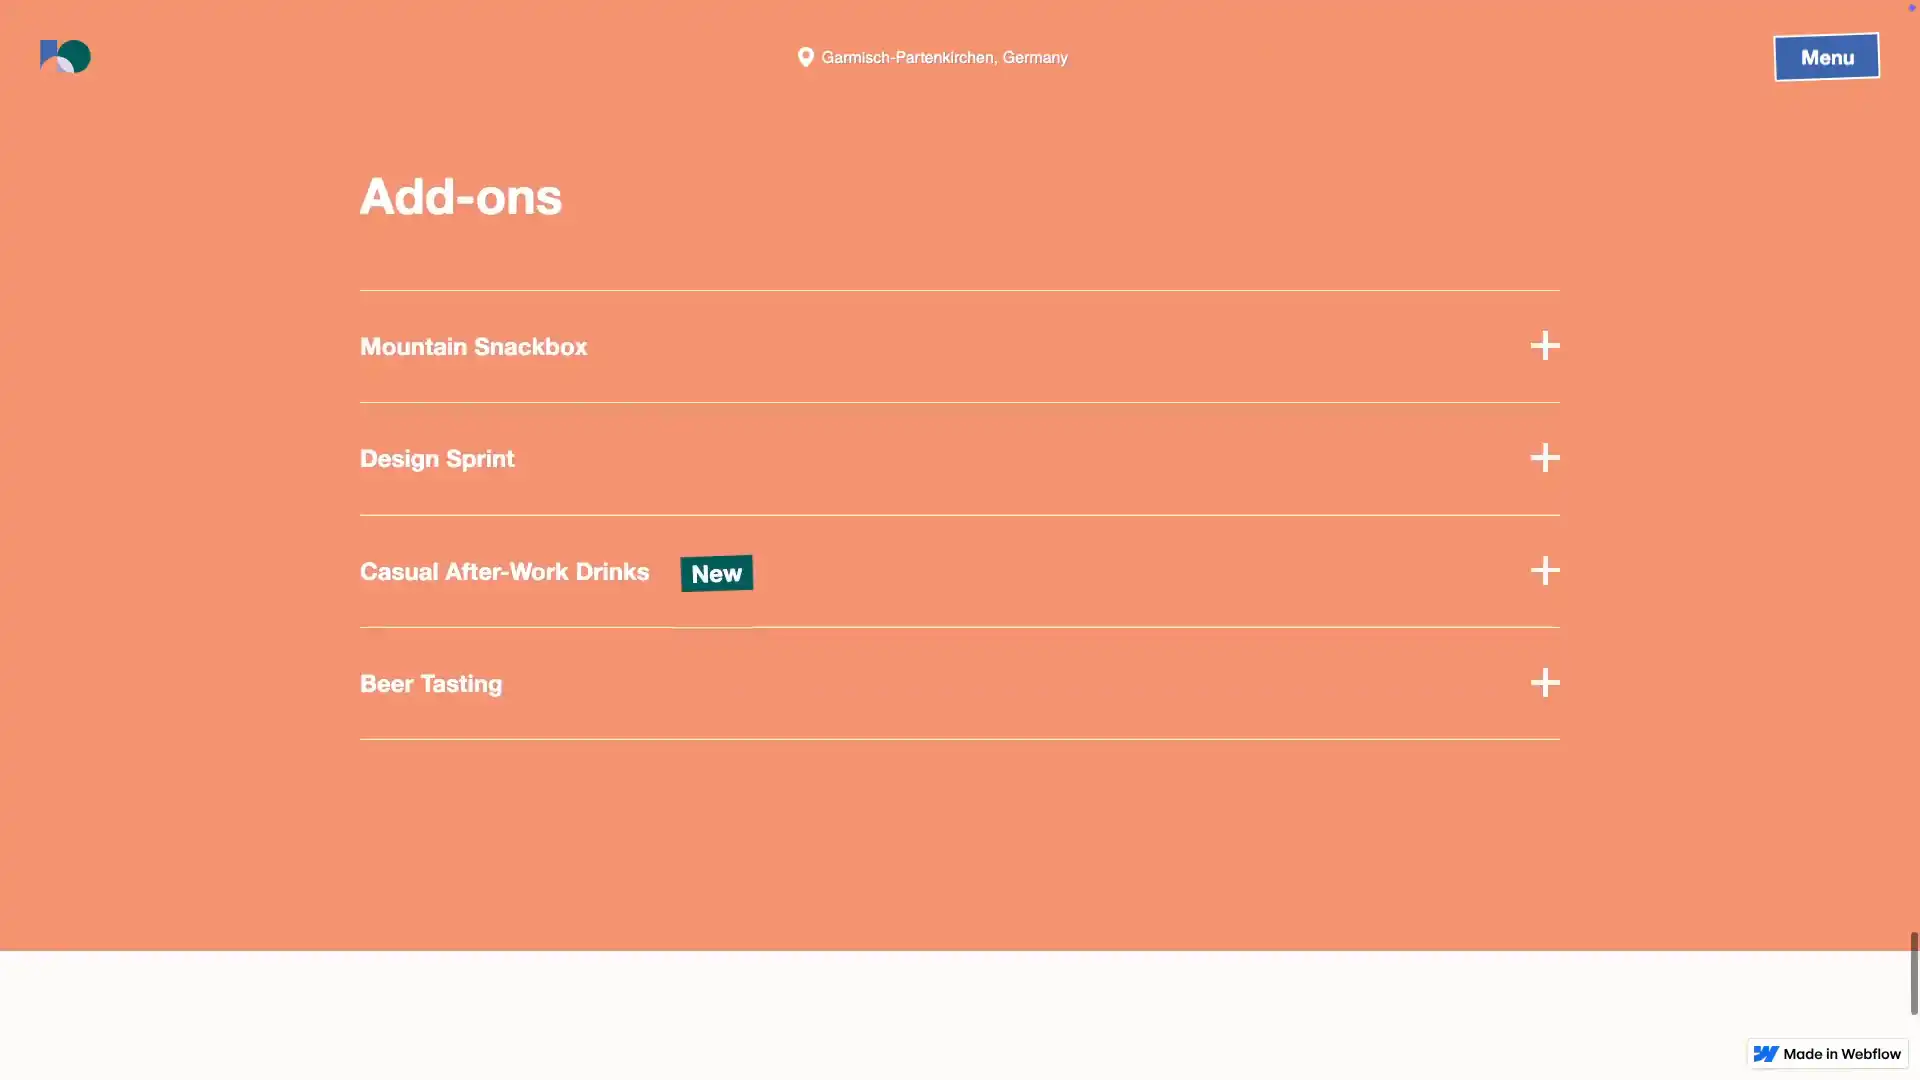 Garmisch-Partenkirchen, Germany
Menu
Add-ons
Mountain Snackbox
Design Sprint
Casual After-Work Drinks New
Beer Tasting
Made in Webflow